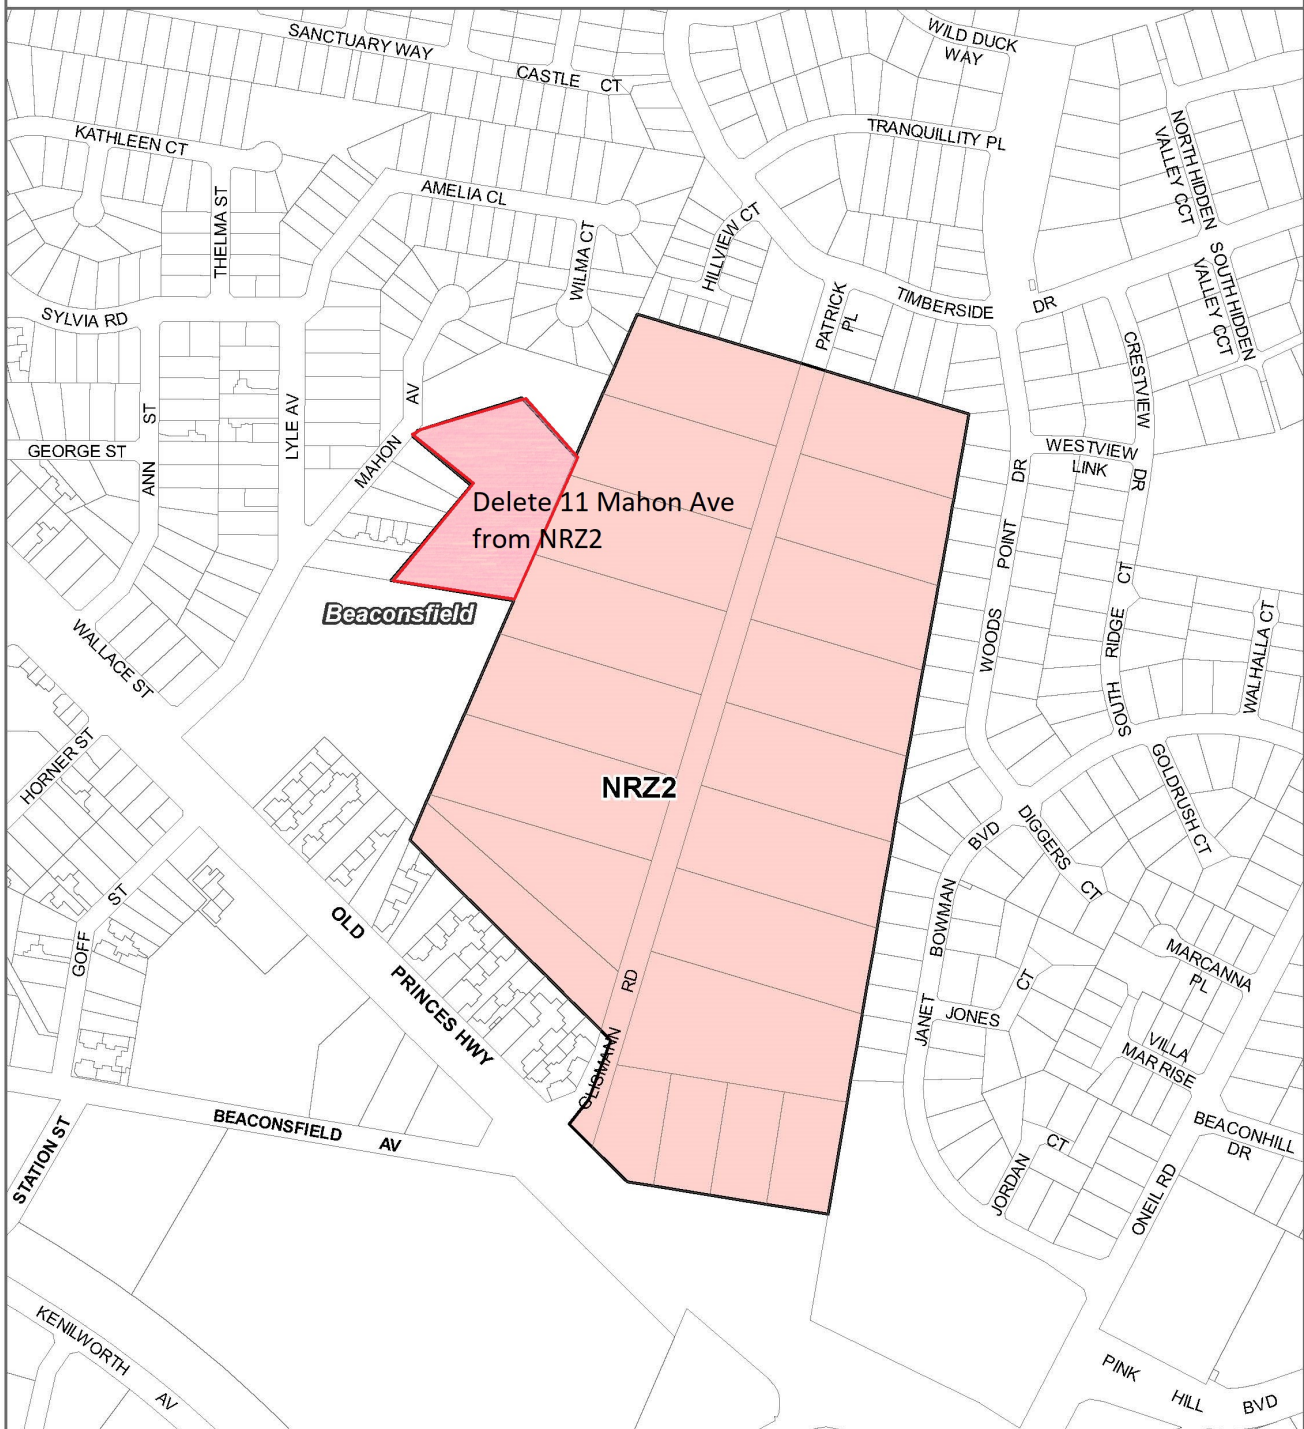 SANCTUARY WAY
WILD DUCK
WAY
CASTLE CT
KATHLEEN CT
TRANQUILLITY PL
NORTH HIDDEN
VALLEY CCT
AMELIA CL
THELMA ST
HILLVIEW CT
WILMA CT
SOUTH HIDDEN
VALLEY CCT
PATRICK
PL
TIMBERSIDE DR
SYLVIA RD
CRESTVIEW DR
LYLE AV
MAHON AV
ANN ST
GEORGE ST
WESTVIEW
LINK
WOODS POINT DR
Delete 11 Mahon Ave
from NRZ2
Beaconsfield
SOUTH RIDGE CT
WALHALLA CT
WALLACE ST
HORNER ST
NRZ2
GOLDRUSH CT
DIGGERS CT
JANET BOWMAN BVD
GOFF ST
OLD PRINCES HWY
GLISMANN RD
MARCANNA
PL
JONES CT
VILLA
MAR RISE
BEACONSFIELD AV
STATION ST
BEACONHILL
DR
JORDAN CT
ONEIL RD
KENILWORTH AV
PINK HILL BVD